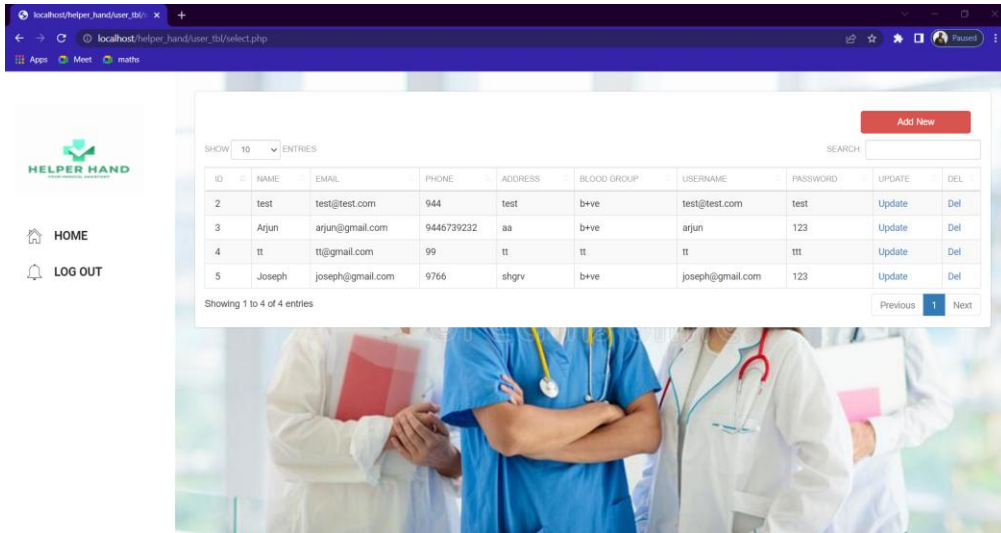 localhost/helper_hand/user_tbl/s
localhost/helper_hand/user_tbl/select.php
Paused
Apps Meet maths
HELPER HAND
YOUR MEDICAL ASSISTANT
HOME
LOG OUT
Add New
SHOW 10 ENTRIES SEARCH:
ID NAME EMAIL PHONE ADDRESS BLOOD GROUP USERNAME PASSWORD UPDATE DEL
2 test test@test.com 944 test b+ve test@test.com test Update Del
3 Arjun arjun@gmail.com 9446739232 aa b+ve arjun 123 Update Del
4 tt tt@gmail.com 99 tt tt tt ttt Update Del
5 Joseph joseph@gmail.com 9766 shgrv b+ve joseph@gmail.com 123 Update Del
Showing 1 to 4 of 4 entries Previous 1 Next